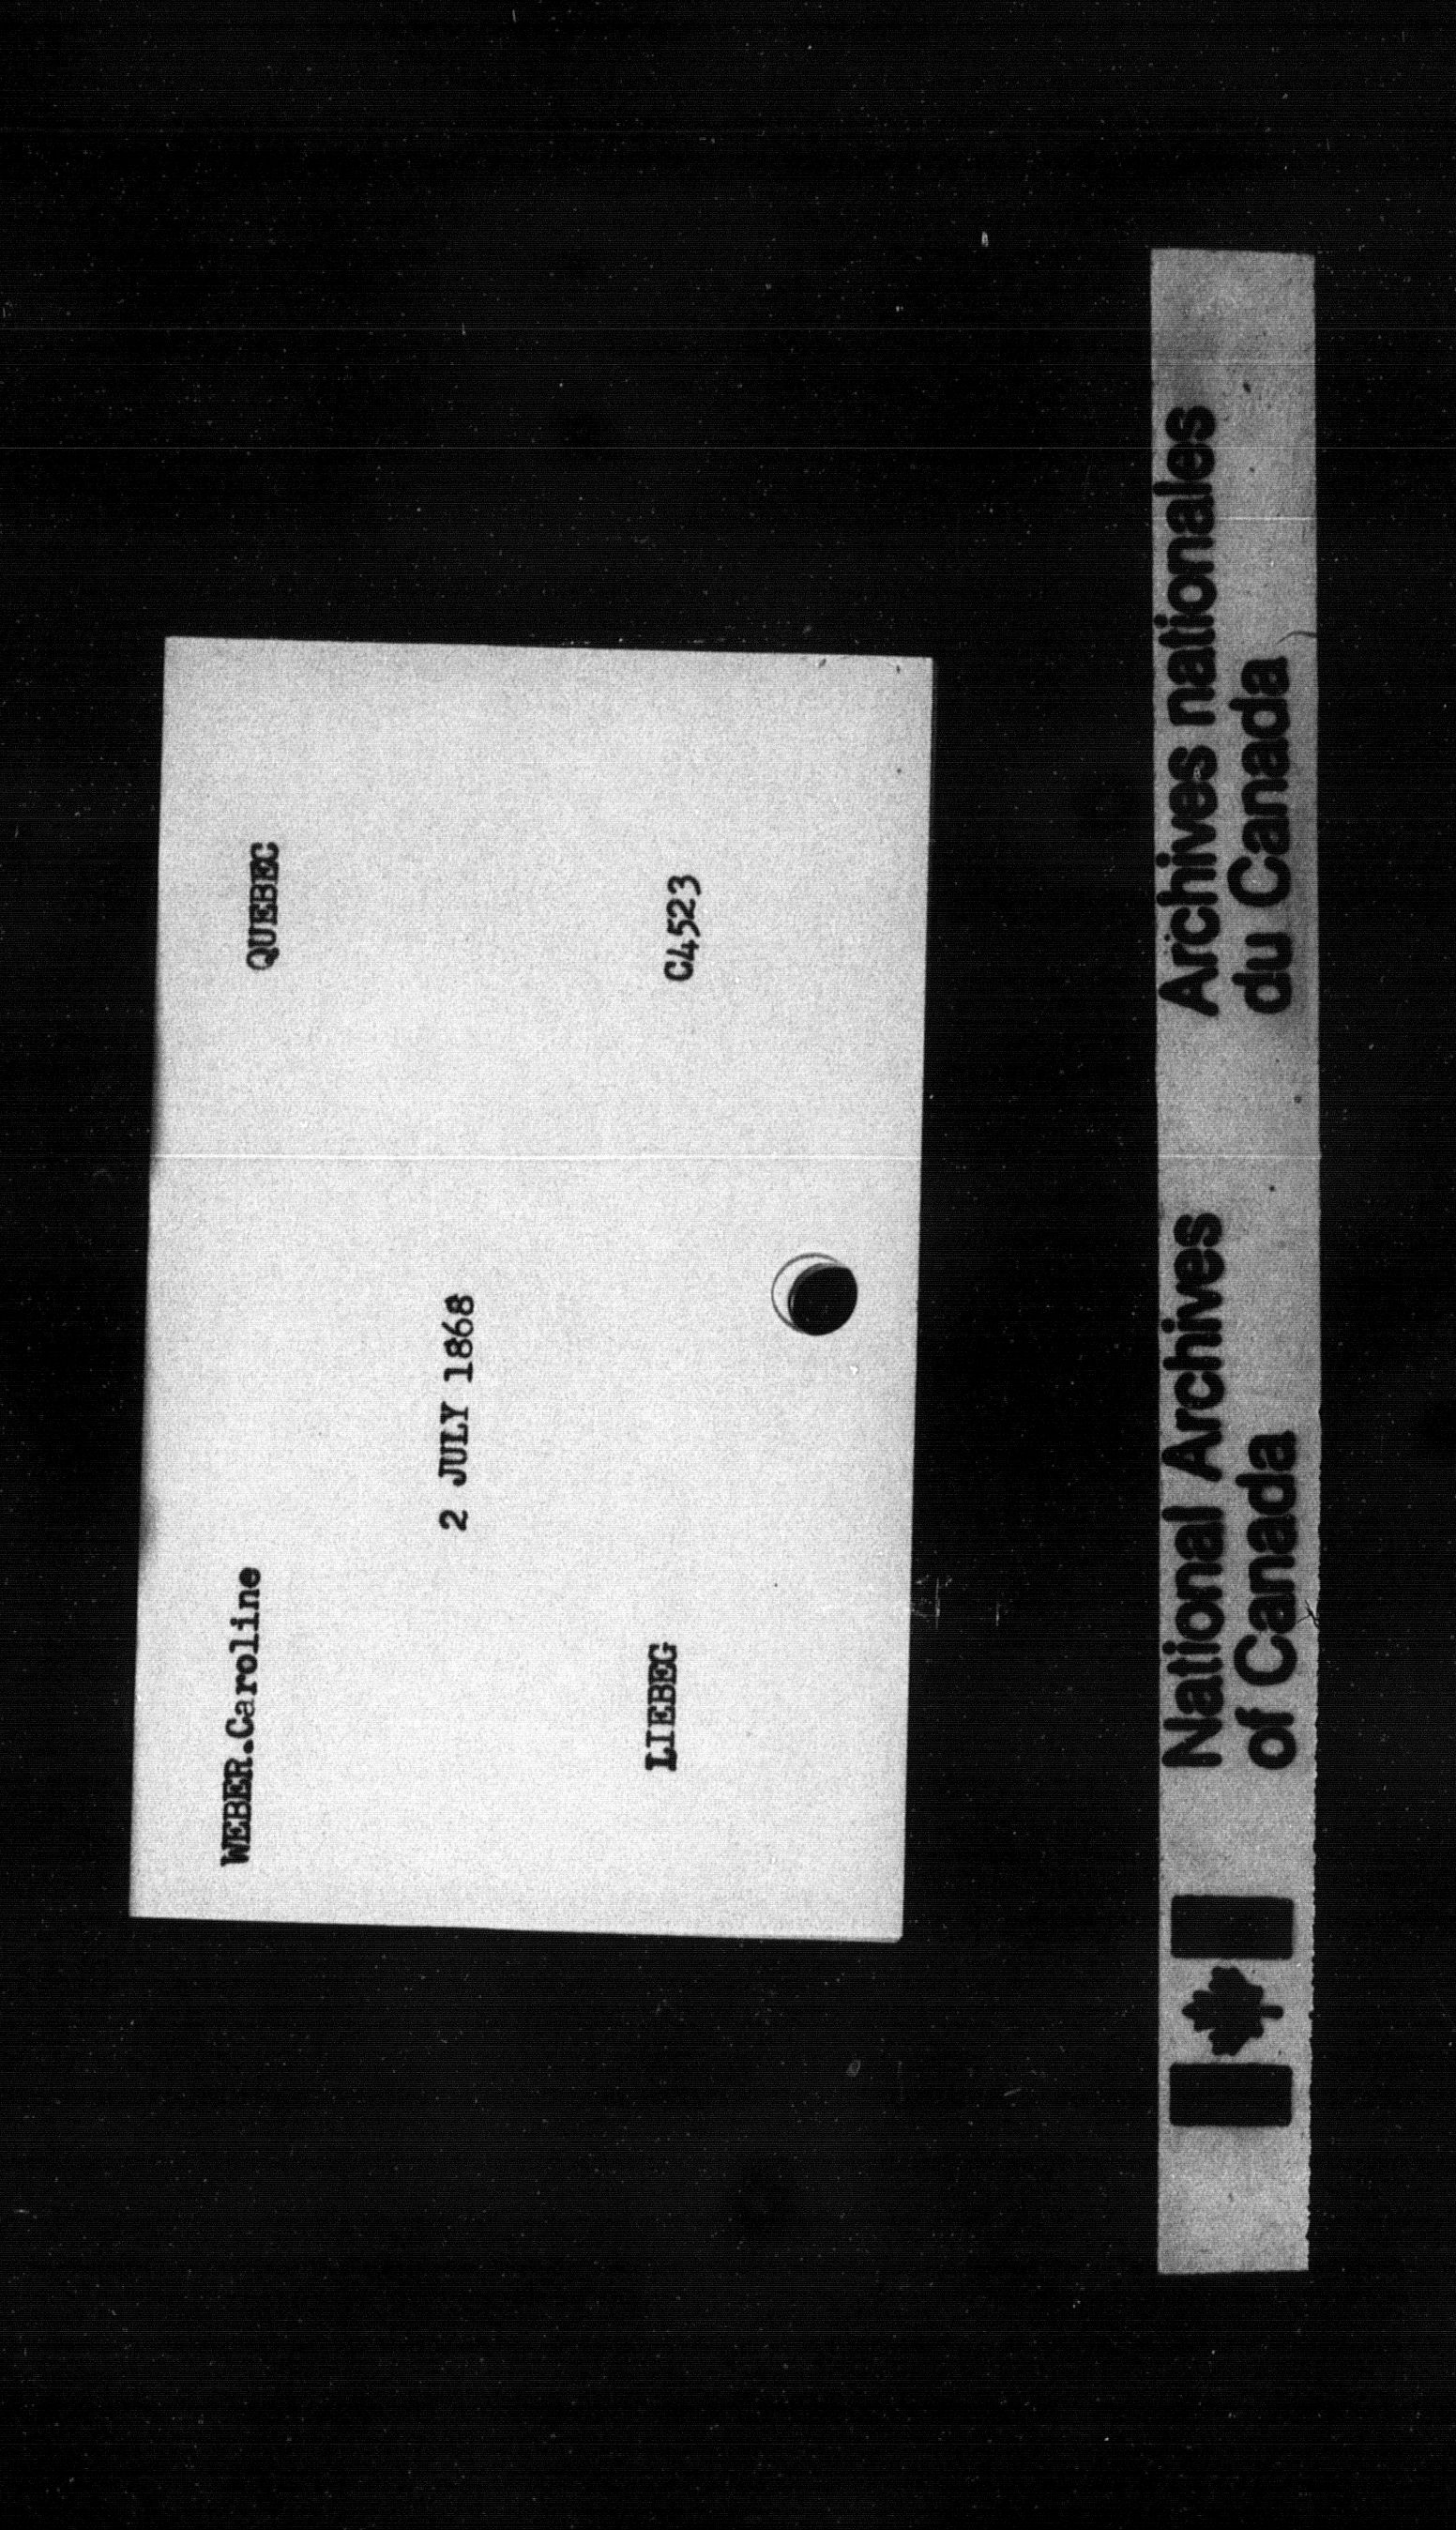 WEBER.Caroline QUEBEC
2 JULY 1868
LIEBEG C4523
National Archives
of Canada
Archives nationales
du Canada